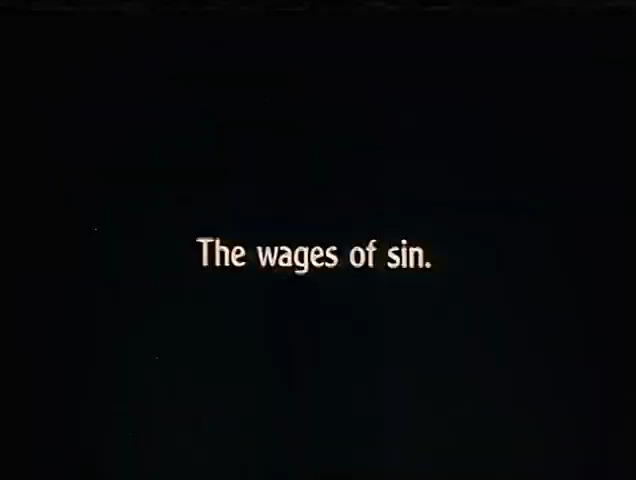 The wages of sin.